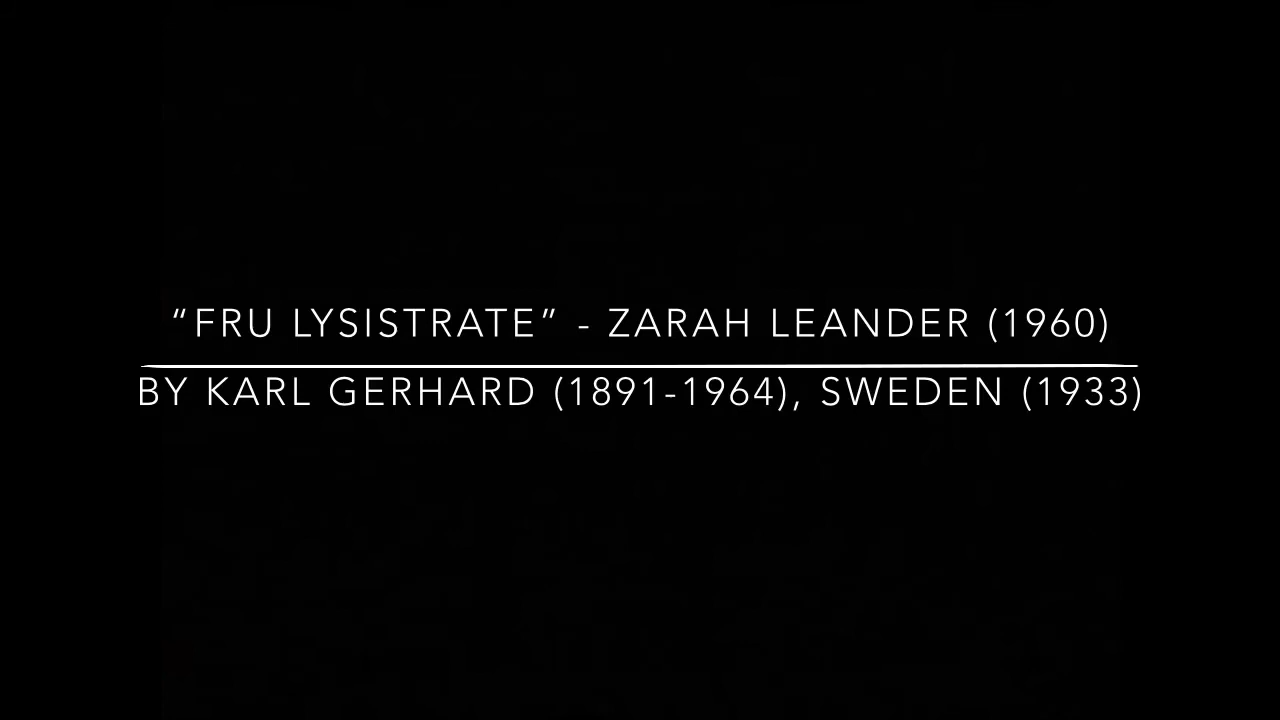 “FRU LYSISTRATE” - ZARAH LEANDER (1960)
BY KARL GERHARD (1891-1964), SWEDEN (1933)